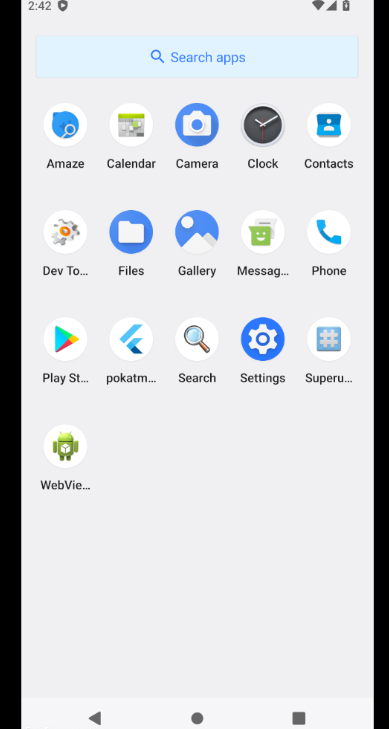 2:42
Search apps
Amaze Calendar Camera Clock Contacts
Dev To... Files Gallery Messag... Phone
Play St... pokatm... Search Settings Superu...
WebVie...